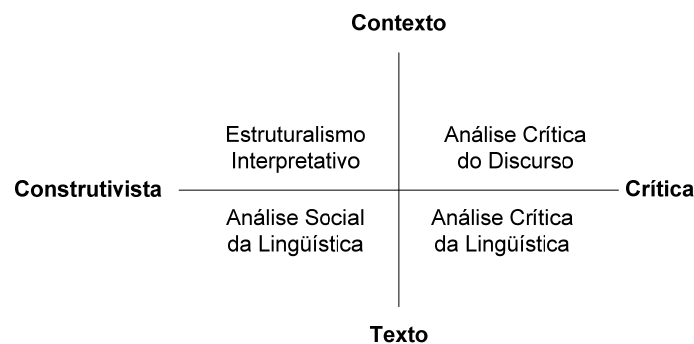 Contexto
Estruturalismo
Interpretativo
Análise Crítica
do Discurso
Construtivista
Crítica
Análise Social
da Lingüística
Análise Crítica
da Lingüística
Texto